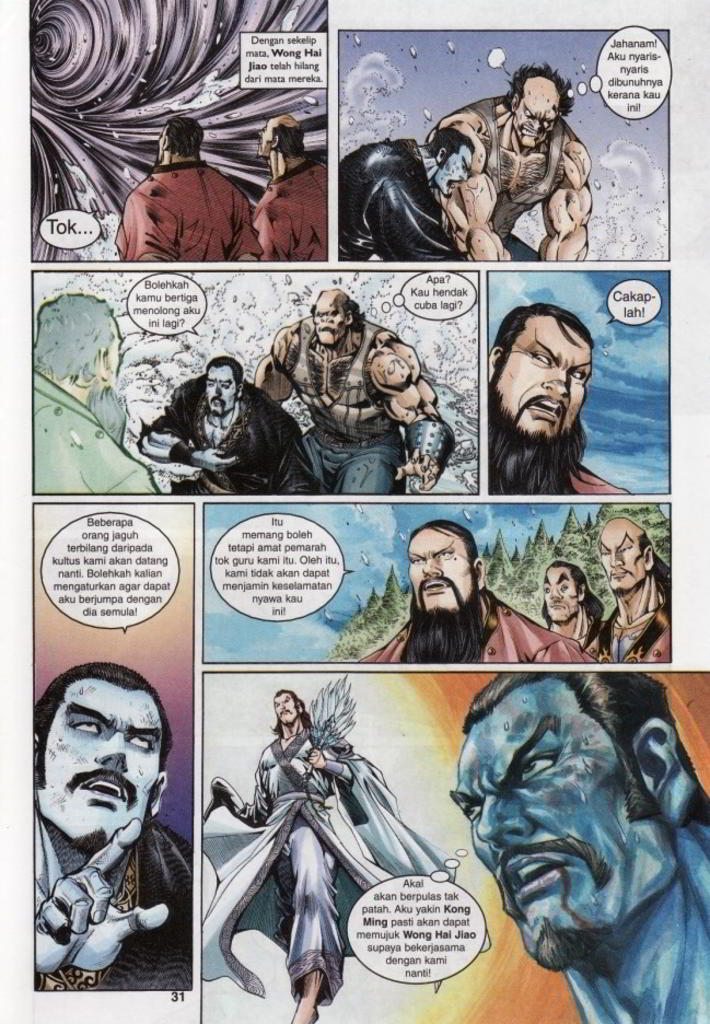 Dengan sekelip
mata, Wong Hai
Jiao telah hilang
dari mata mereka.
Tok...
Jahanam!
Aku nyaris-
nyaris
dibunuhnya
kerana kau
ini!
Bolehkah
kamu bertiga
menolong aku
ini lagi?
Apa?
Kau hendak
cuba lagi?
Cakap-
lah!
Beberapa
orang jaguh
terbilang daripada
kultus kami akan datang
nanti. Bolehkah kalian
mengaturkan agar dapat
aku berjumpa dengan
dia semula!
Itu
memang boleh
tetapi amat pemarah
tok guru kami itu. Oleh itu,
kami tidak akan dapat
menjamin keselamatan
nyawa kau
ini!
Akai
akan berpulas tak
patah. Aku yakin Kong
Ming pasti akan dapat
memujuk Wong Hai Jiao
supaya bekerjasama
dengan kami
nanti!
31